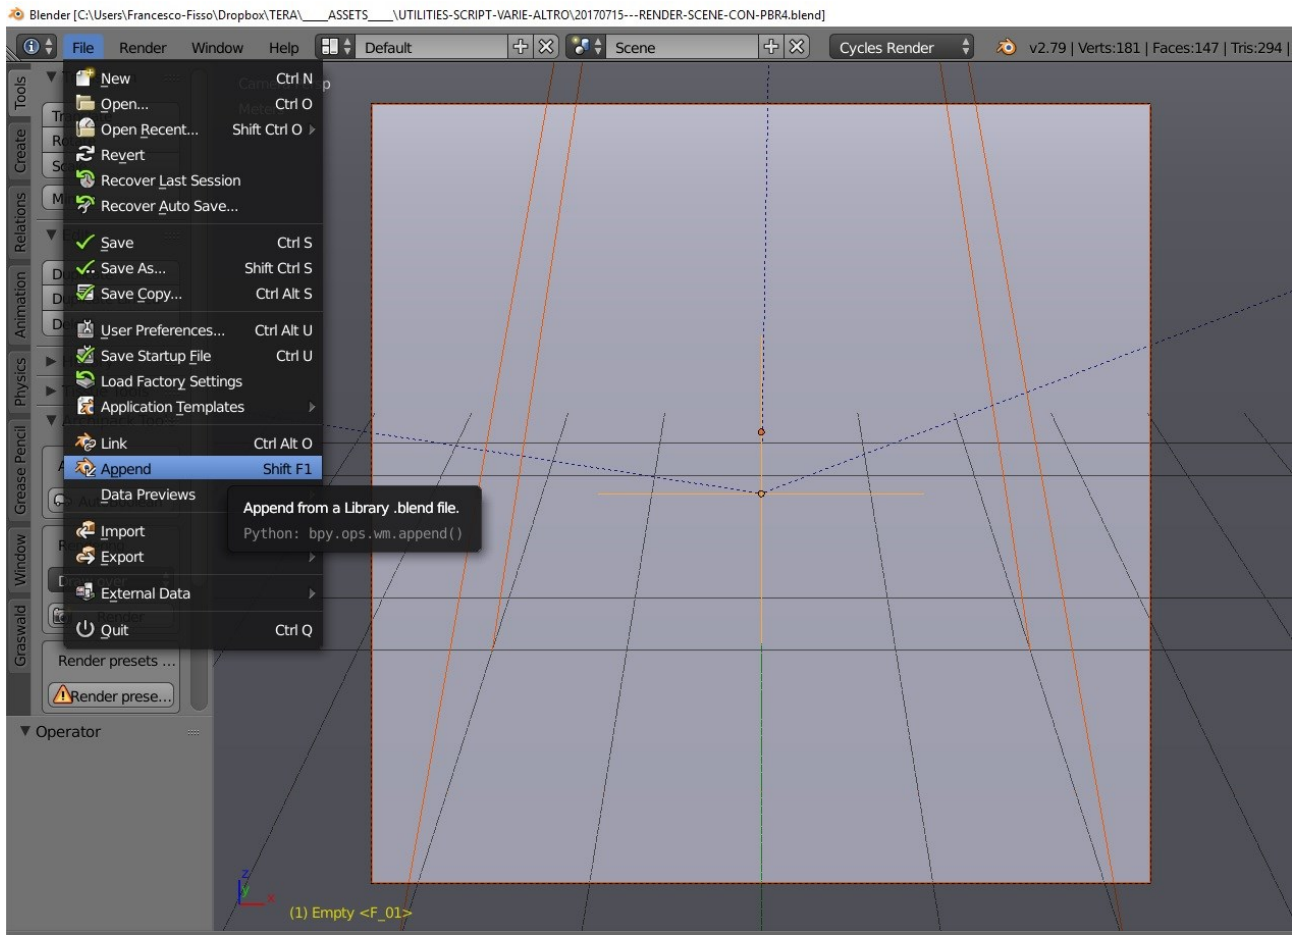 Blender [C:\Users\Francesco-Fisso\Dropbox\TERA\____ASSETS____\UTILITIES-SCRIPT-VARIE-ALTRO\20170715---RENDER-SCENE-CON-PBR4.blend]
File Render Window Help Default Scene Cycles Render v2.79 | Verts:181 | Faces:147 | Tris:294 |
New Ctrl N
Open... Ctrl O
Open Recent... Shift Ctrl O
Revert
Recover Last Session
Recover Auto Save...
Save Ctrl S
Save As... Shift Ctrl S
Save Copy... Ctrl Alt S
User Preferences... Ctrl Alt U
Save Startup File Ctrl U
Load Factory Settings
Application Templates
Link Ctrl Alt O
Append Shift F1
Data Previews
Import
Export
External Data
Quit Ctrl Q
Append from a Library .blend file.
Python: bpy.ops.wm.append()
Tools
Create
Relations
Animation
Physics
Grease Pencil
Window
Graswald
Render
Render presets ...
Render prese...
Operator
z
y
x
(1) Empty <F_01>